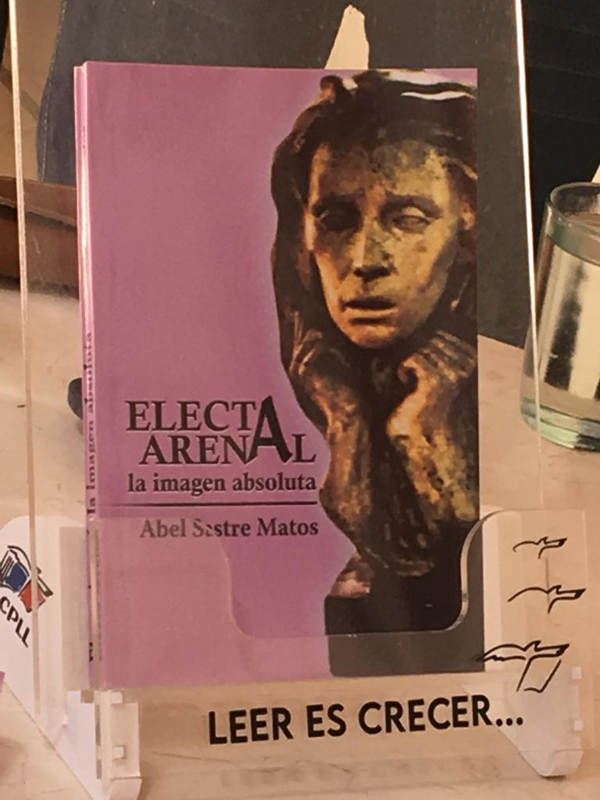 ELECTA
ARENAL
la imagen absoluta
Abel Sastre Matos
la imagen absoluta
CPLL
LEER ES CRECER...